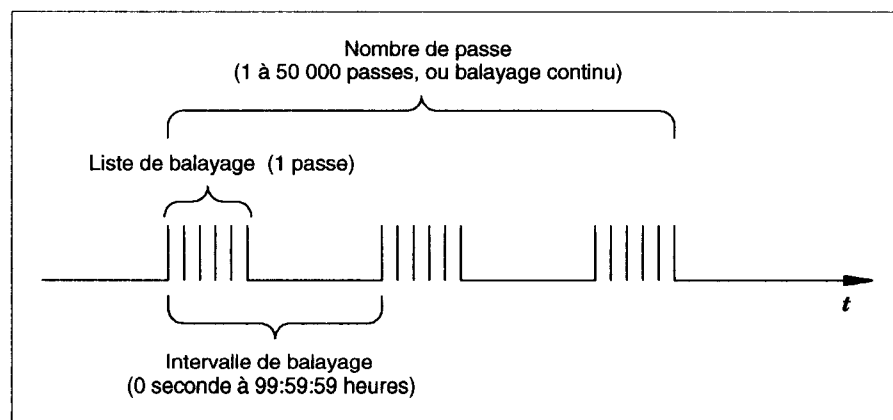 Nombre de passe
(1 à 50 000 passes, ou balayage continu)
Liste de balayage (1 passe)
t
Intervalle de balayage
(0 seconde à 99:59:59 heures)